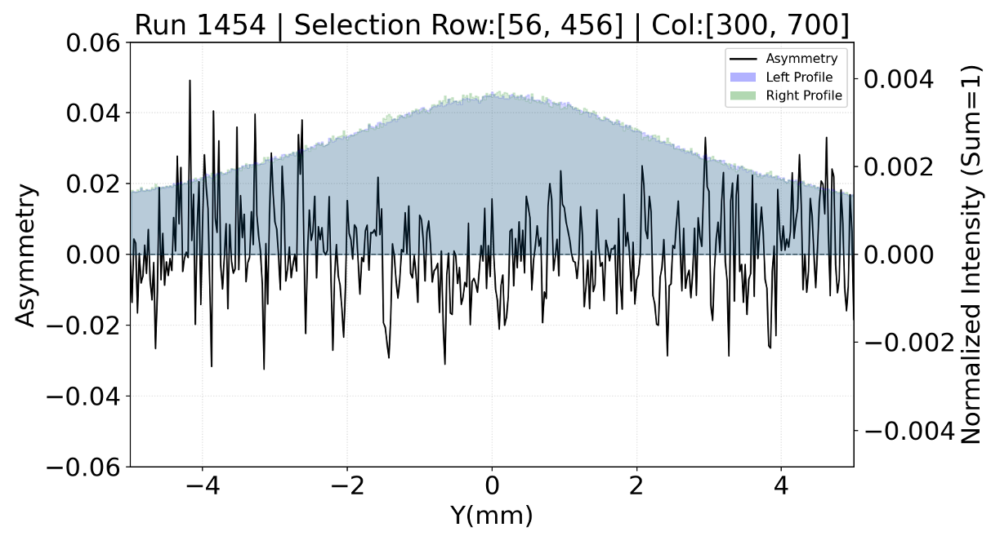 Run 1454 | Selection Row:[56, 456] | Col:[300, 700]
Asymmetry
Left Profile
Right Profile
0.06
0.04
0.02
0.00
−0.02
−0.04
−0.06
Asymmetry
0.004
0.002
0.000
−0.002
−0.004
Normalized Intensity (Sum=1)
−4
−2
0
2
4
Y(mm)